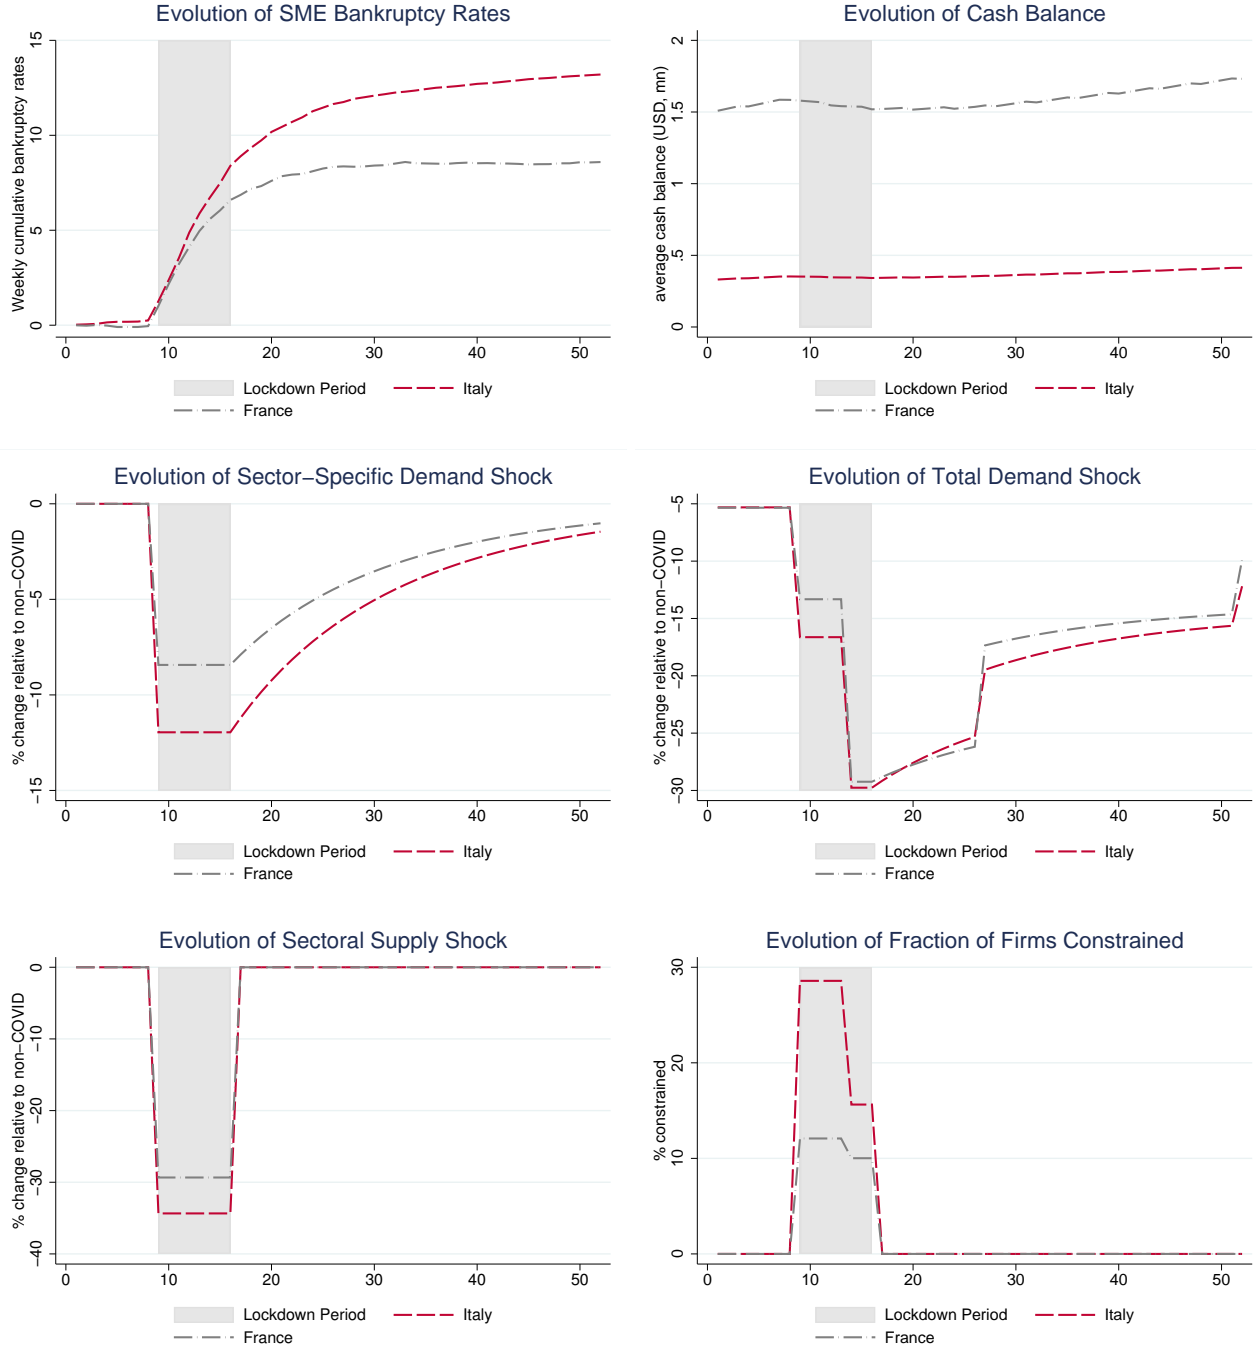 Evolution of SME Bankruptcy Rates
Weekly cumulative bankruptcy rates
15
10
5
0
0 10 20 30 40 50
Lockdown Period Italy
France
Evolution of Cash Balance
average cash balance (USD, mn)
2
1.5
1
.5
0
0 10 20 30 40 50
Lockdown Period Italy
France
Evolution of Sector−Specific Demand Shock
% change relative to non−COVID
0
−5
−10
−15
0 10 20 30 40 50
Lockdown Period Italy
France
Evolution of Total Demand Shock
% change relative to non−COVID
−5
−10
−15
−20
−25
−30
0 10 20 30 40 50
Lockdown Period Italy
France
Evolution of Sectoral Supply Shock
% change relative to non−COVID
0
−10
−20
−30
−40
0 10 20 30 40 50
Lockdown Period Italy
France
Evolution of Fraction of Firms Constrained
% constrained
30
20
10
0
0 10 20 30 40 50
Lockdown Period Italy
France